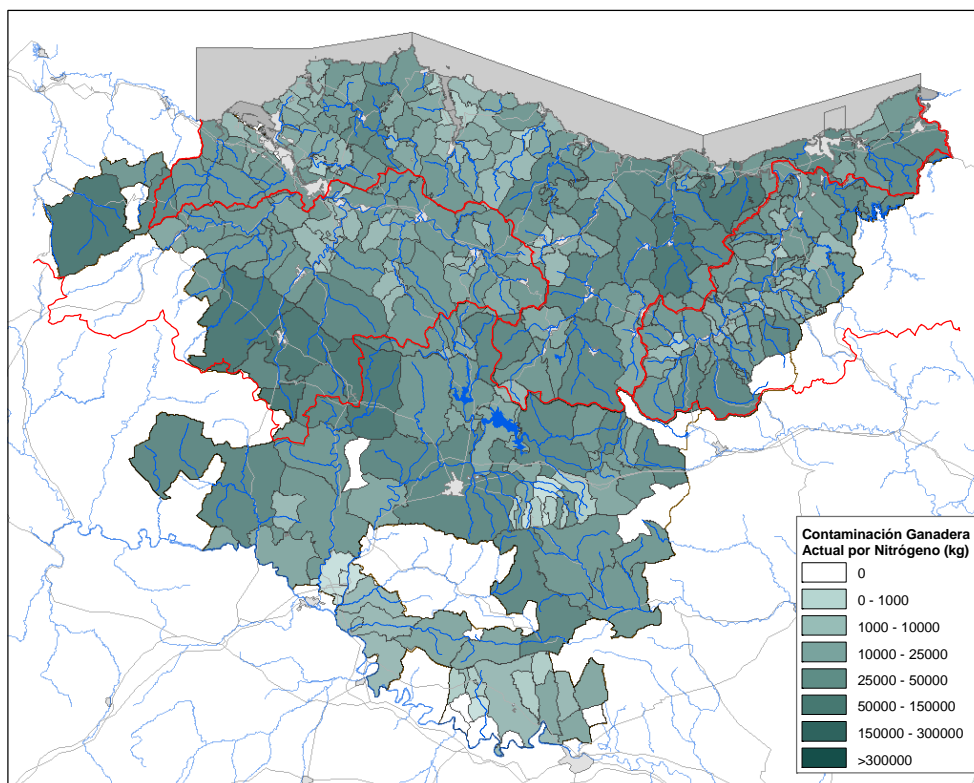 Contaminación Ganadera
Actual por Nitrógeno (kg)
0
0 - 1000
1000 - 10000
10000 - 25000
25000 - 50000
50000 - 150000
150000 - 300000
>300000